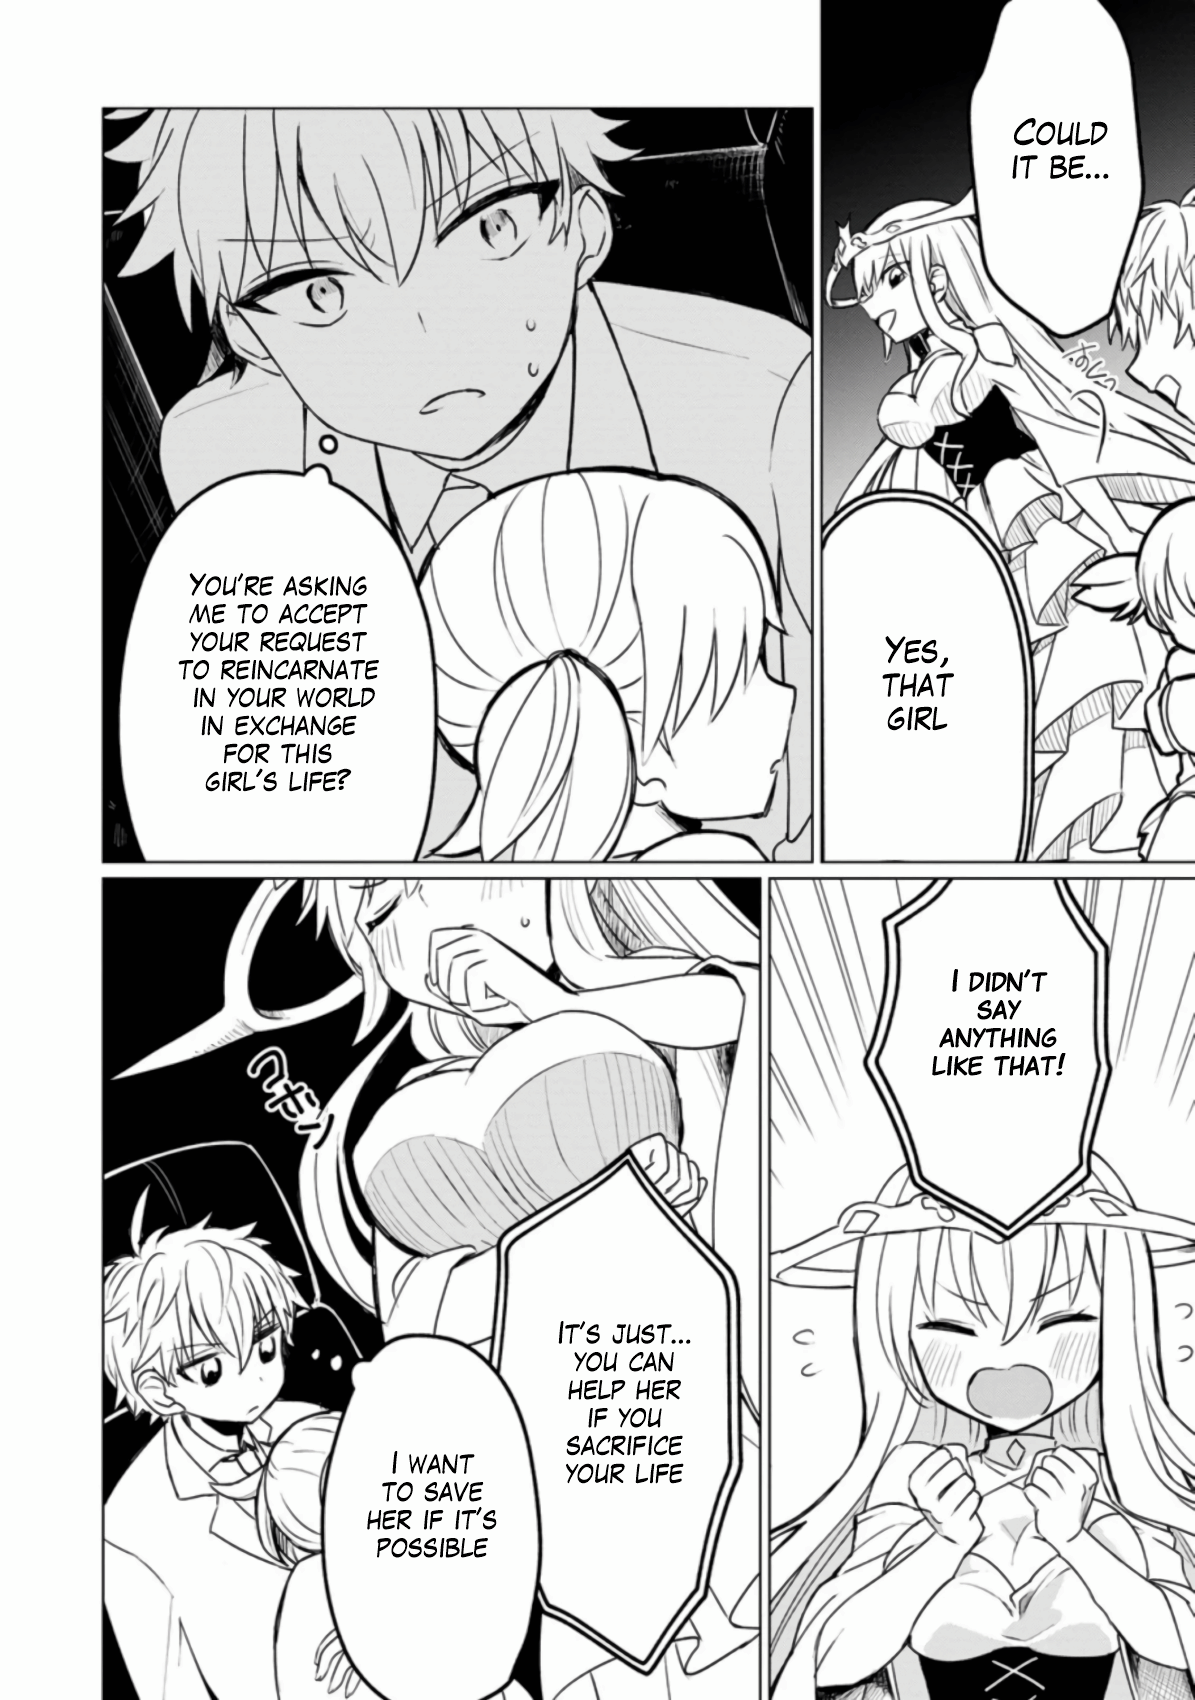 COULD
IT BE...
YES,
THAT
GIRL
YOU'RE ASKING
ME TO ACCEPT
YOUR REQUEST
TO REINCARNATE
IN YOUR WORLD
IN EXCHANGE
FOR THIS
GIRL'S LIFE?
I DIDN'T
SAY
ANYTHING
LIKE THAT!
IT'S JUST...
YOU CAN
HELP HER
IF YOU
SACRIFICE
YOUR LIFE
I WANT
TO SAVE
HER IF IT'S
POSSIBLE